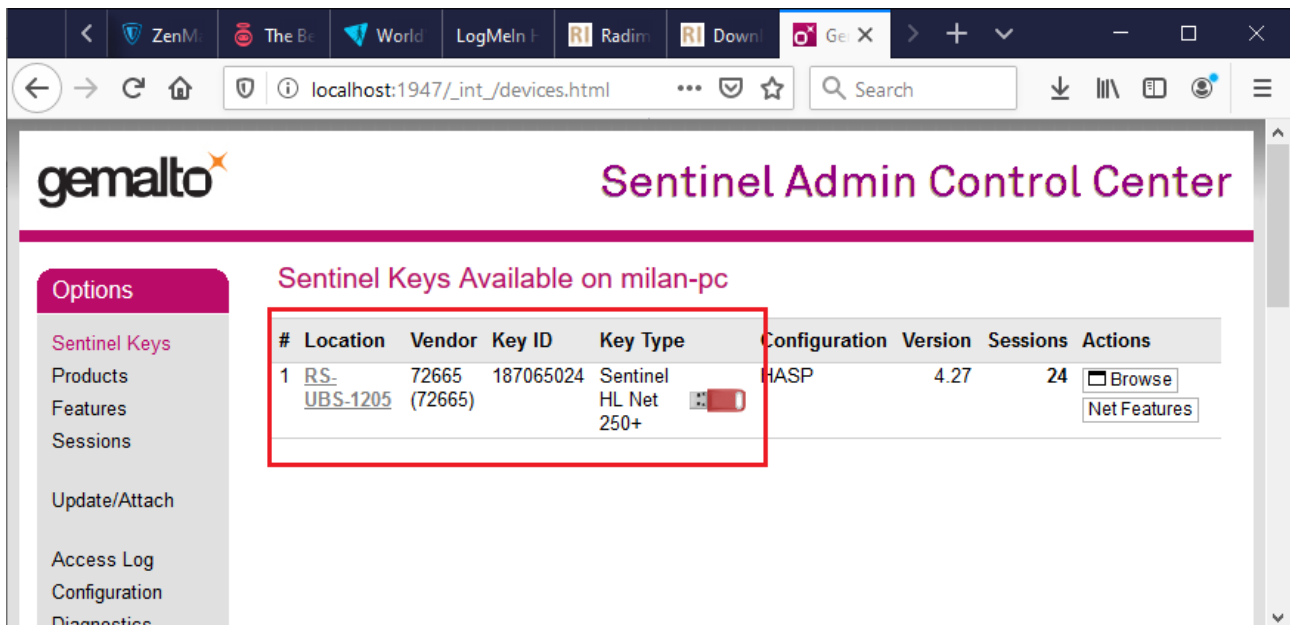 ZenM
The Be
World
LogMeIn H
RI Radim
RI Downl
Ge
localhost:1947/_int_/devices.html
Search
gemalto
Sentinel Admin Control Center
Options
Sentinel Keys
Products
Features
Sessions
Update/Attach
Access Log
Configuration
Diagnostics
Sentinel Keys Available on milan-pc
# Location Vendor Key ID Key Type Configuration Version Sessions Actions
1 RS- 72665 187065024 Sentinel HASP 4.27 24 Browse
UBS-1205 (72665) HL Net Net Features
250+